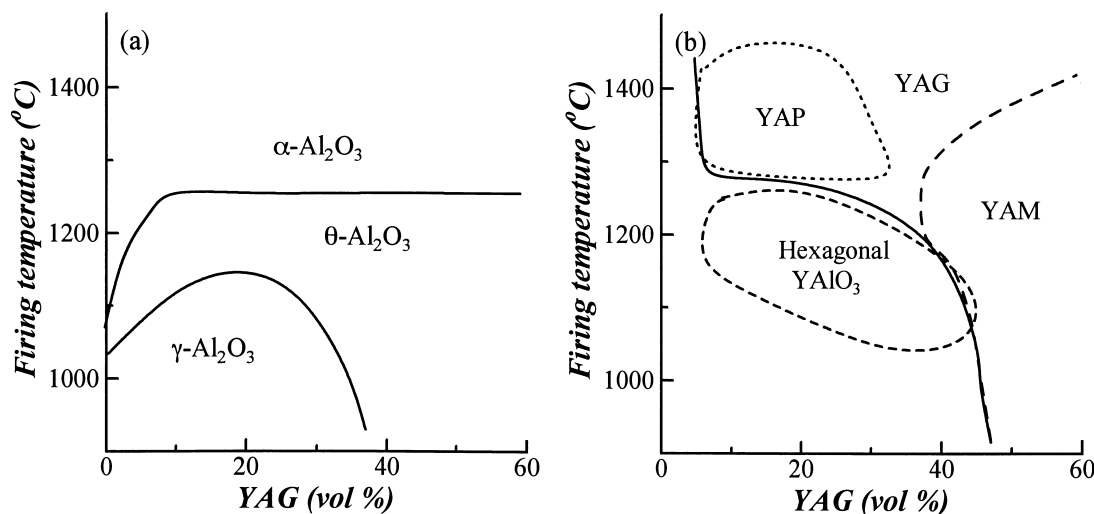 (a)
Firing temperature (°C)
1400
1200
1000
α-Al₂O₃
θ-Al₂O₃
γ-Al₂O₃
0 20 40 60
YAG (vol %)
(b)
Firing temperature (°C)
1400
1200
1000
YAG
YAP
YAM
Hexagonal
YAlO₃
0 20 40 60
YAG (vol %)